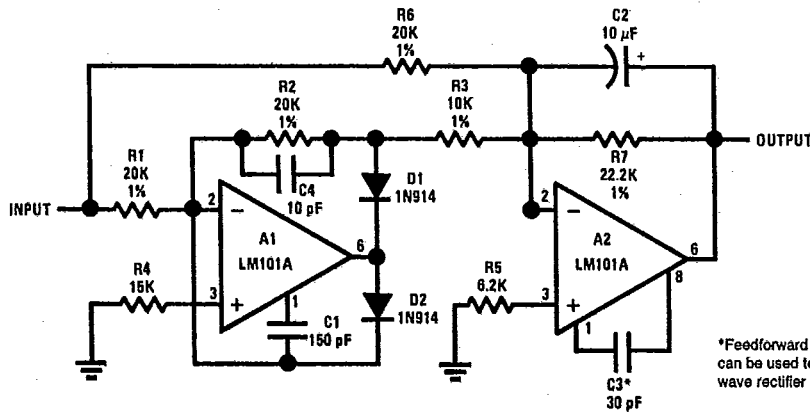 R6
20K
1%
C2
10 μF
+
R2
20K
1%
R3
10K
1%
R1
20K
1%
C4
10 pF
D1
1N914
R7
22.2K
1%
OUTPUT
INPUT
2
−
A1
LM101A
6
3
+
1
R4
15K
C1
150 pF
D2
1N914
2
−
A2
LM101A
6
8
R5
6.2K
3
+
1
C3*
30 pF
*Feedforward
can be used to
wave rectifier